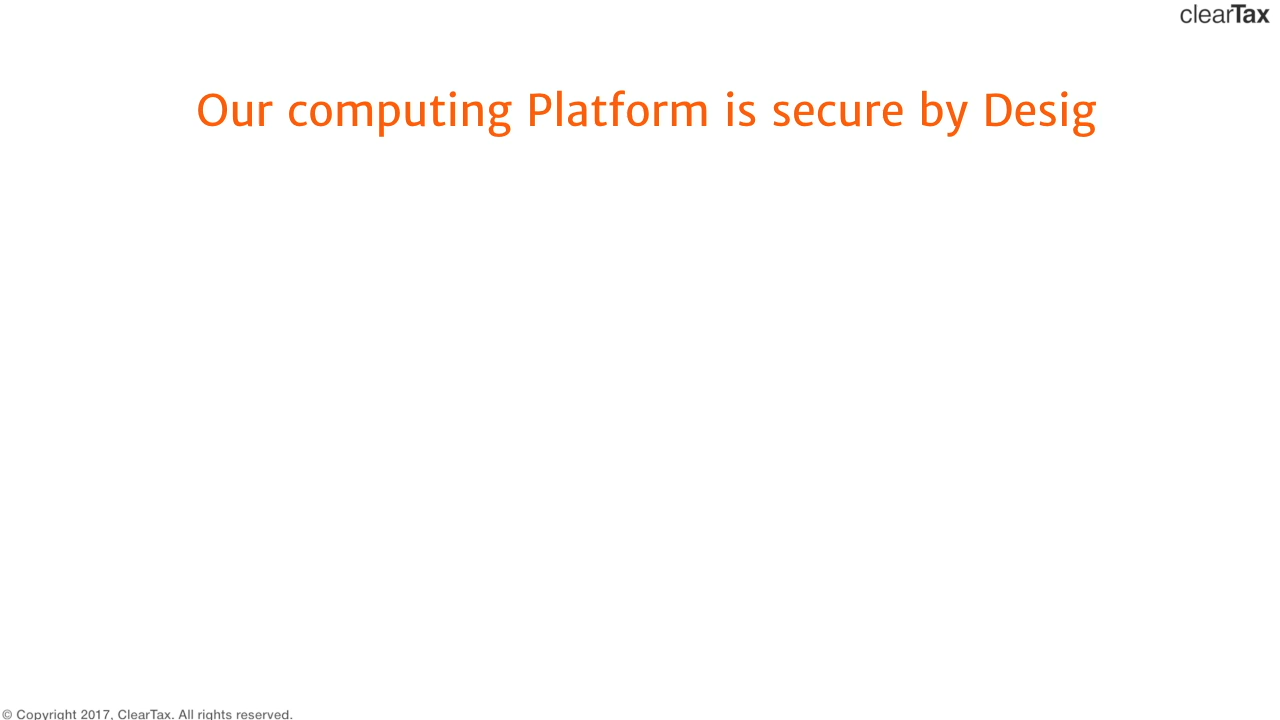 clearTax
Our computing Platform is secure by Desig
© Copyright 2017, ClearTax. All rights reserved.